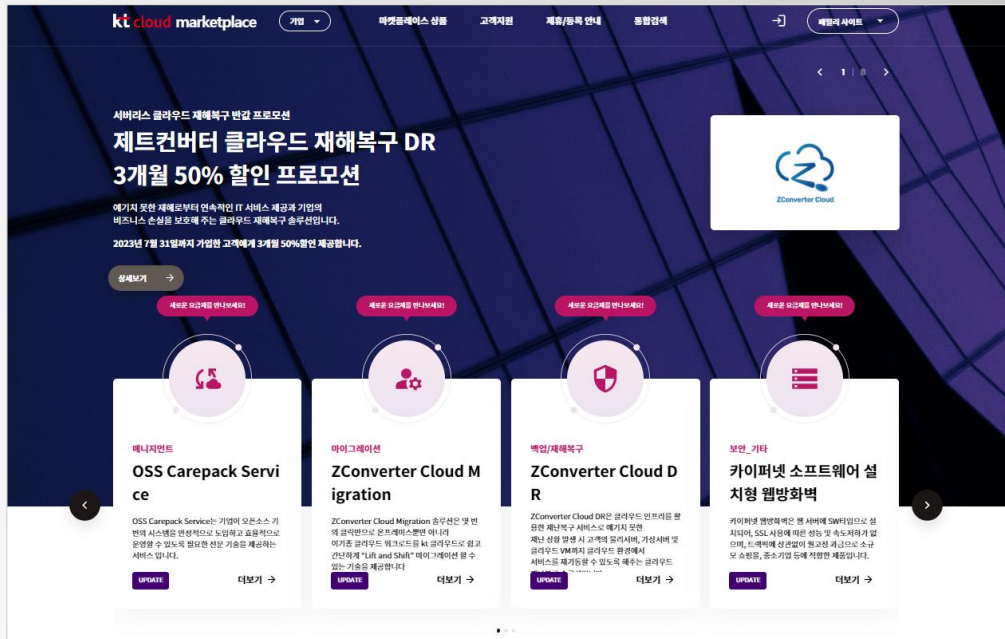 kt cloud marketplace
기업
마켓플레이스 상품
고객지원
제휴/등록 안내
통합검색
패밀리 사이트
1 | 8
서버리스 클라우드 재해복구 반값 프로모션
제트컨버터 클라우드 재해복구 DR
3개월 50% 할인 프로모션
예기치 못한 재해로부터 연속적인 IT 서비스 제공과 기업의
비즈니스 손실을 보호해 주는 클라우드 재해복구 솔루션입니다.
2023년 7월 31일까지 가입한 고객에게 3개월 50%할인 제공합니다.
상세보기
ZConverter Cloud
새로운 요금제를 만나보세요!
새로운 요금제를 만나보세요!
새로운 요금제를 만나보세요!
새로운 요금제를 만나보세요!
매니지먼트
OSS Carepack Servi
ce
OSS Carepack Service는 기업이 오픈소스 기
반의 시스템을 안정적으로 도입하고 효율적으로
운영할 수 있도록 필요한 전문 기술을 제공하는
서비스 입니다.
UPDATE
더보기
마이그레이션
ZConverter Cloud M
igration
ZConverter Cloud Migration 솔루션은 몇 번
의 클릭만으로 온프레미스뿐만 아니라
이기종 클라우드 워크로드를 kt 클라우드로 쉽고
간단하게 "Lift and Shift" 마이그레이션 할 수
있는 기술을 제공합니다
UPDATE
더보기
백업/재해복구
ZConverter Cloud D
R
ZConverter Cloud DR은 클라우드 인프라를 활
용한 재난복구 서비스로 예기치 못한
재난 상황 발생 시 고객의 물리서버, 가상서버 및
클라우드 VM까지 클라우드 환경에서
서비스를 재가동할 수 있도록 해주는 클라우드
UPDATE
더보기
보안_기타
카이퍼넷 소프트웨어 설
치형 웹방화벽
카이퍼넷 웹방화벽은 웹 서버에 SW타입으로 설
치되어, SSL 사용에 따른 성능 및 속도저하가 없
으며, 트래픽에 상관없이 월고정 과금으로 소규
모 쇼핑몰, 중소기업 등에 적합한 제품입니다.
UPDATE
더보기